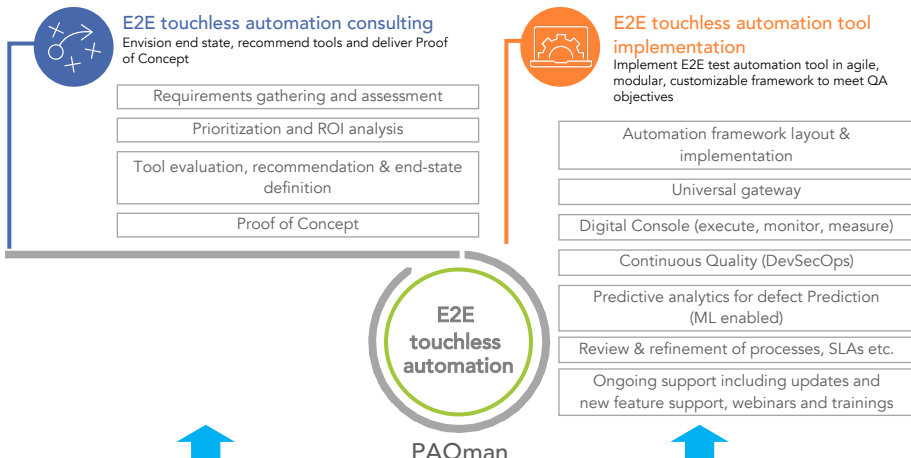 E2E touchless automation consulting
Envision end state, recommend tools and deliver Proof
of Concept
Requirements gathering and assessment
Prioritization and ROI analysis
Tool evaluation, recommendation & end-state
definition
Proof of Concept
E2E touchless automation tool
implementation
Implement E2E test automation tool in agile,
modular, customizable framework to meet QA
objectives
Automation framework layout &
implementation
Universal gateway
Digital Console (execute, monitor, measure)
Continuous Quality (DevSecOps)
Predictive analytics for defect Prediction
(ML enabled)
Review & refinement of processes, SLAs etc.
Ongoing support including updates and
new feature support, webinars and trainings
E2E
touchless
automation
PAQman